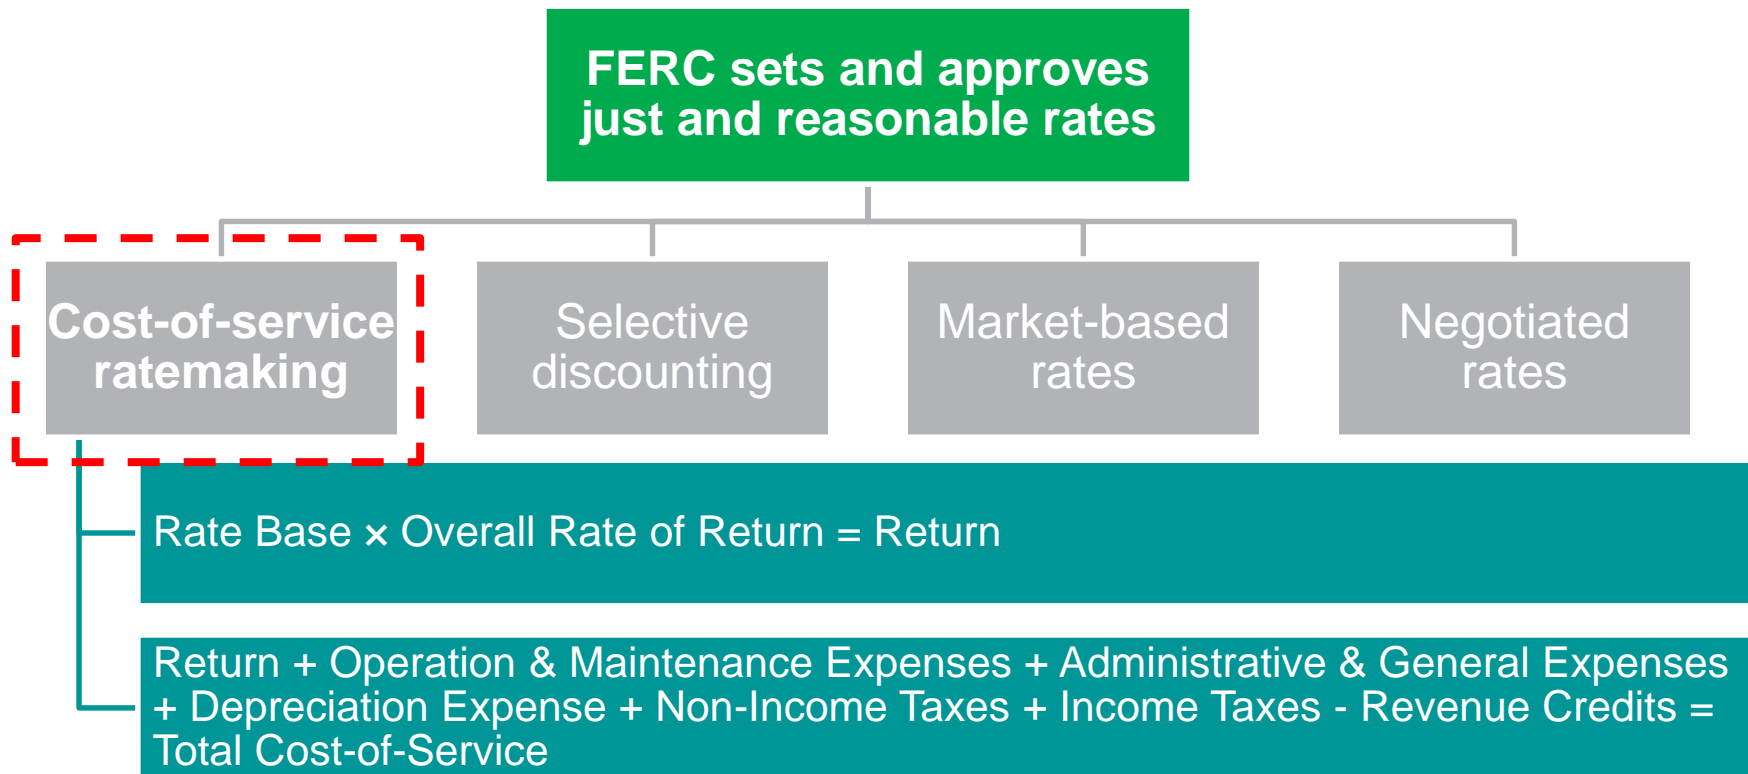 FERC sets and approves
just and reasonable rates
Cost-of-service
ratemaking
Selective
discounting
Market-based
rates
Negotiated
rates
Rate Base × Overall Rate of Return = Return
Return + Operation & Maintenance Expenses + Administrative & General Expenses
+ Depreciation Expense + Non-Income Taxes + Income Taxes - Revenue Credits =
Total Cost-of-Service